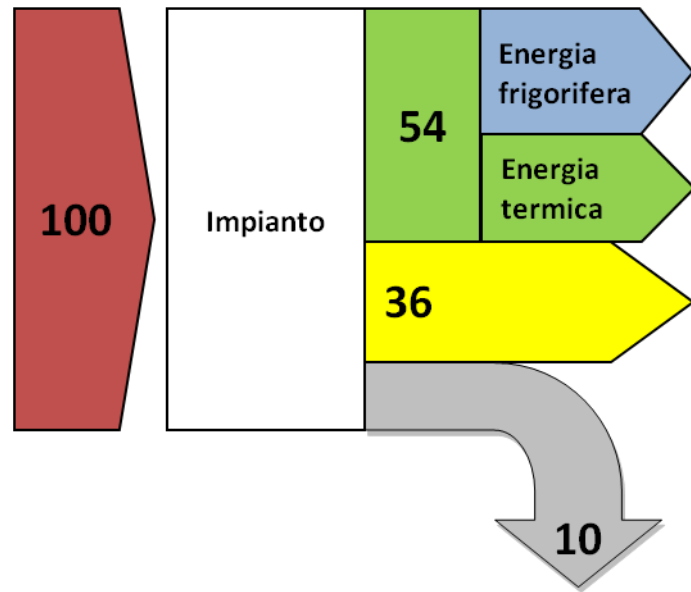 100
Impianto
54
Energia
frigorifera
Energia
termica
36
10